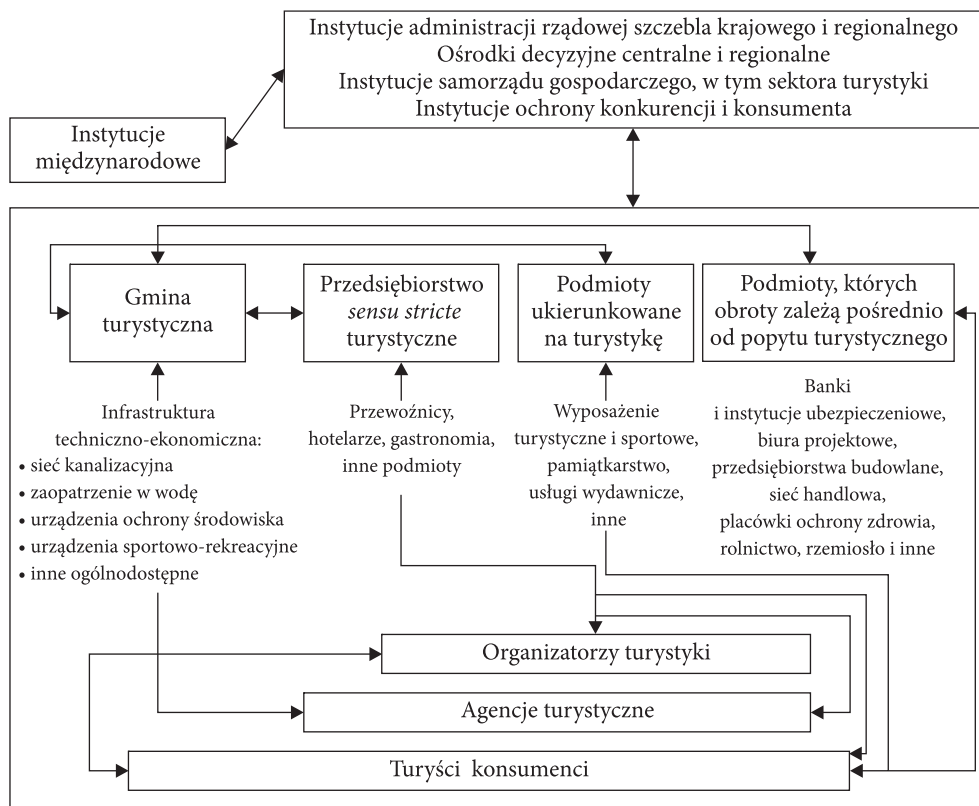 Instytucje administracji rządowej szczebla krajowego i regionalnego
Ośrodki decyzyjne centralne i regionalne
Instytucje samorządu gospodarczego, w tym sektora turystyki
Instytucje ochrony konkurencji i konsumenta
Instytucje
międzynarodowe
Gmina
turystyczna
Przedsiębiorstwo
sensu stricte
turystyczne
Podmioty
ukierunkowane
na turystykę
Podmioty, których
obroty zależą pośrednio
od popytu turystycznego
Infrastruktura
techniczno-ekonomiczna:
• sieć kanalizacyjna
• zaopatrzenie w wodę
• urządzenia ochrony środowiska
• urządzenia sportowo-rekreacyjne
• inne ogólnodostępne
Przewoźnicy,
hotelarze, gastronomia,
inne podmioty
Wyposażenie
turystyczne i sportowe,
pamiątkarstwo,
usługi wydawnicze,
inne
Banki
i instytucje ubezpieczeniowe,
biura projektowe,
przedsiębiorstwa budowlane,
sieć handlowa,
placówki ochrony zdrowia,
rolnictwo, rzemiosło i inne
Organizatorzy turystyki
Agencje turystyczne
Turyści konsumenci